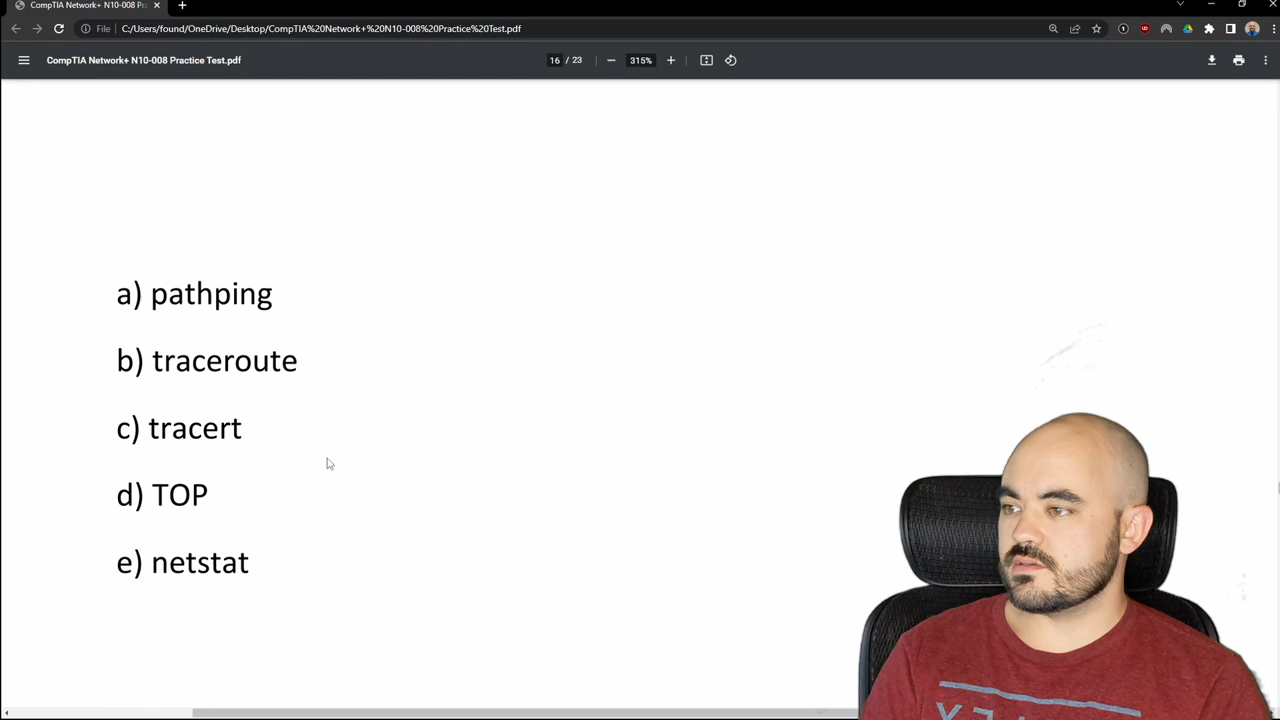 CompTIA Network+ N10-008 Practi
File C:/Users/found/OneDrive/Desktop/CompTIA%20Network+%20N10-008%20Practice%20Test.pdf
CompTIA Network+ N10-008 Practice Test.pdf
16 / 23
315%
a) pathping
b) traceroute
c) tracert
d) TOP
e) netstat